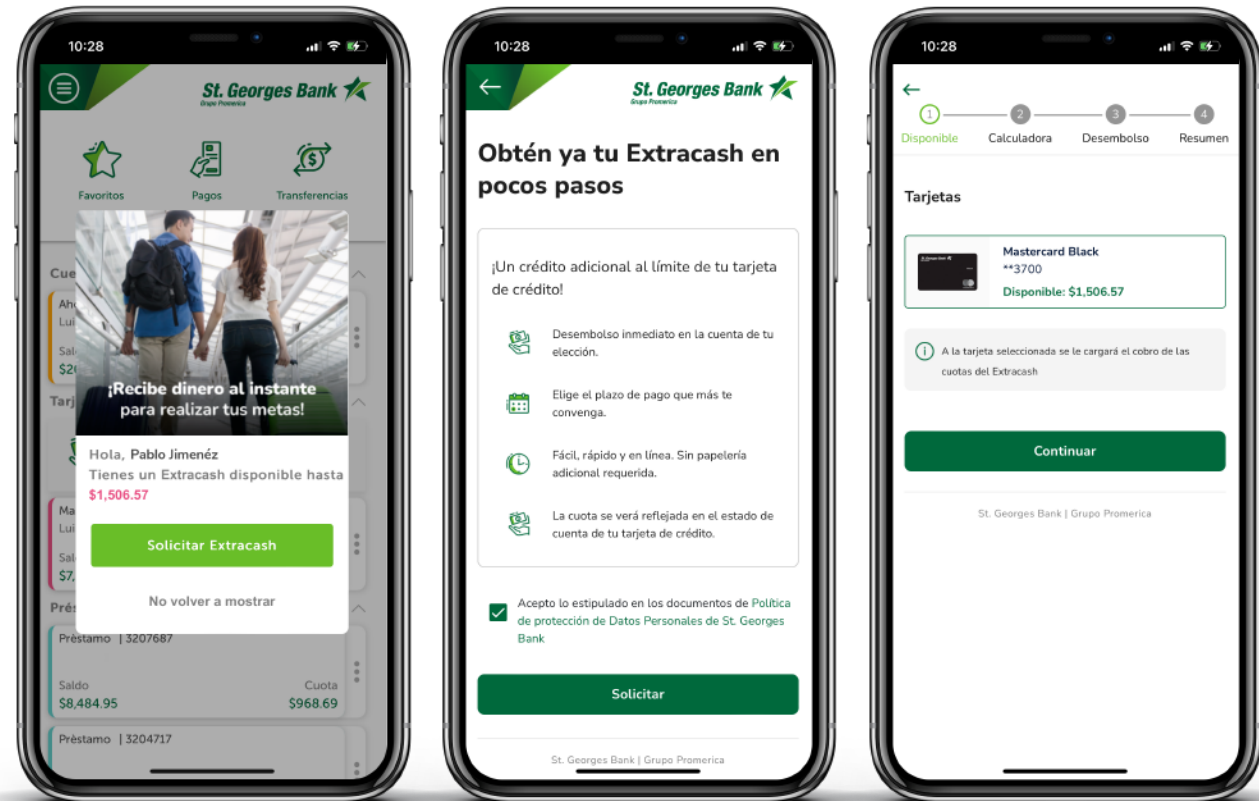 10:28
St. Georges Bank
Grupo Promerica
Favoritos
Pagos
Transferencias
¡Recibe dinero al instante
para realizar tus metas!
Hola, Pablo Jimenéz
Tienes un Extracash disponible hasta
$1,506.57
Solicitar Extracash
No volver a mostrar
Prèstamo | 3207687
Saldo
Cuota
$8,484.95
$968.69
Prèstamo | 3204717
10:28
St. Georges Bank
Grupo Promerica
Obtén ya tu Extracash en
pocos pasos
¡Un crédito adicional al límite de tu tarjeta
de crédito!
Desembolso inmediato en la cuenta de tu
elección.
Elige el plazo de pago que más te
convenga.
Fácil, rápido y en línea. Sin papelería
adicional requerida.
La cuota se verá reflejada en el estado de
cuenta de tu tarjeta de crédito.
Acepto lo estipulado en los documentos de Política
de protección de Datos Personales de St. Georges
Bank
Solicitar
St. Georges Bank | Grupo Promerica
10:28
1
2
3
4
Disponible
Calculadora
Desembolso
Resumen
Tarjetas
Mastercard Black
**3700
Disponible: $1,506.57
A la tarjeta seleccionada se le cargará el cobro de las
cuotas del Extracash
Continuar
St. Georges Bank | Grupo Promerica